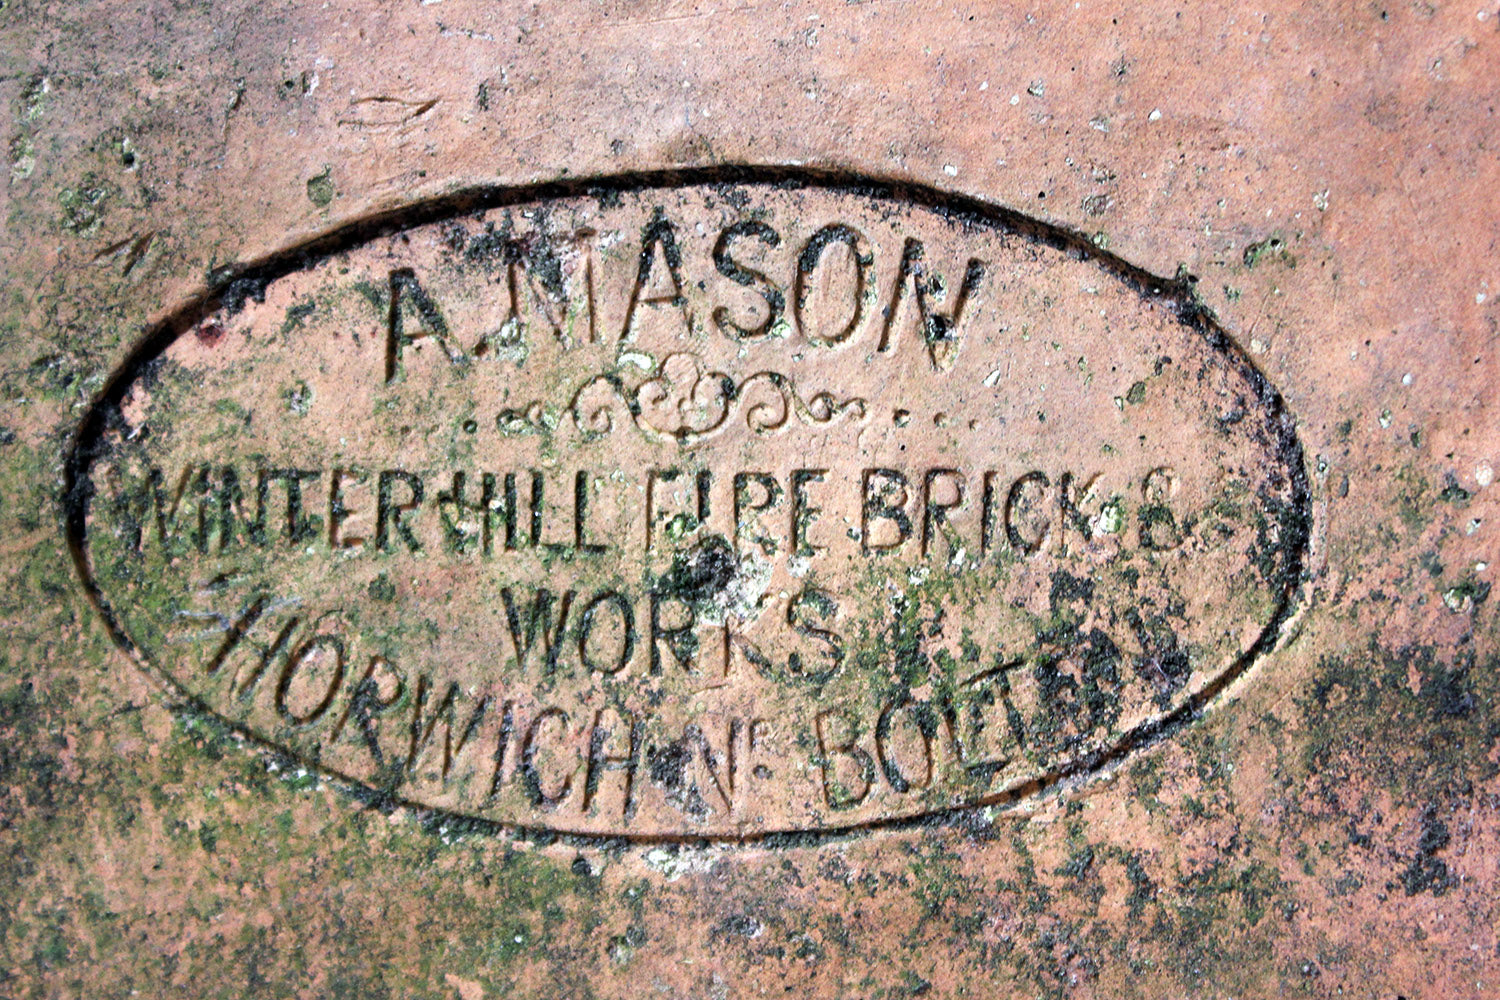 A. MASON
WINTER HILL FIRE BRICK &
WORKS
HORWICH Nr. BOLTON